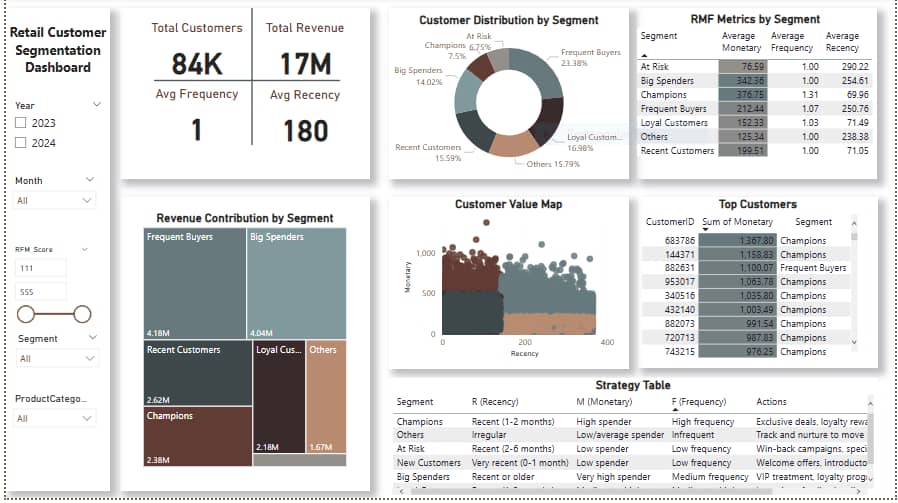 Retail Customer
Segmentation
Dashboard
Year
2023
2024
Month
All
RFM_Score
111
555
Segment
All
ProductCatego...
All
Total Customers
84K
Total Revenue
17M
Avg Frequency
1
Avg Recency
180
Customer Distribution by Segment
At Risk
6.75%
Champions
7.5%
Big Spenders
14.02%
Recent Customers
15.59%
Others 15.79%
Loyal Custom...
16.98%
Frequent Buyers
23.38%
RMF Metrics by Segment
Segment Average Monetary Average Frequency Average Recency
At Risk 76.59 1.00 290.22
Big Spenders 342.36 1.00 254.61
Champions 376.75 1.31 69.96
Frequent Buyers 212.44 1.07 250.76
Loyal Customers 152.33 1.03 71.49
Others 125.34 1.00 238.38
Recent Customers 199.51 1.00 71.05
Revenue Contribution by Segment
Frequent Buyers
4.18M
Big Spenders
4.04M
Recent Customers
2.62M
Champions
2.38M
Loyal Cus...
2.18M
Others
1.67M
Customer Value Map
Monetary
1,000
500
0
0 200 400
Recency
Top Customers
CustomerID Sum of Monetary Segment
683786 1,367.80 Champions
144371 1,158.83 Champions
882631 1,100.07 Frequent Buyers
953017 1,063.78 Champions
340516 1,035.80 Champions
432140 1,003.49 Champions
882073 991.54 Champions
720713 987.83 Champions
743215 976.25 Champions
Strategy Table
Segment R (Recency) M (Monetary) F (Frequency) Actions
Champions Recent (1-2 months) High spender High frequency Exclusive deals, loyalty rewa
Others Irregular Low/average spender Infrequent Track and nurture to move
At Risk Recent (2-6 months) Low spender Low frequency Win-back campaigns, speci
New Customers Very recent (0-1 month) Low spender Low frequency Welcome offers, introducto
Big Spenders Recent or older Very high spender Medium frequency VIP treatment, loyalty prog